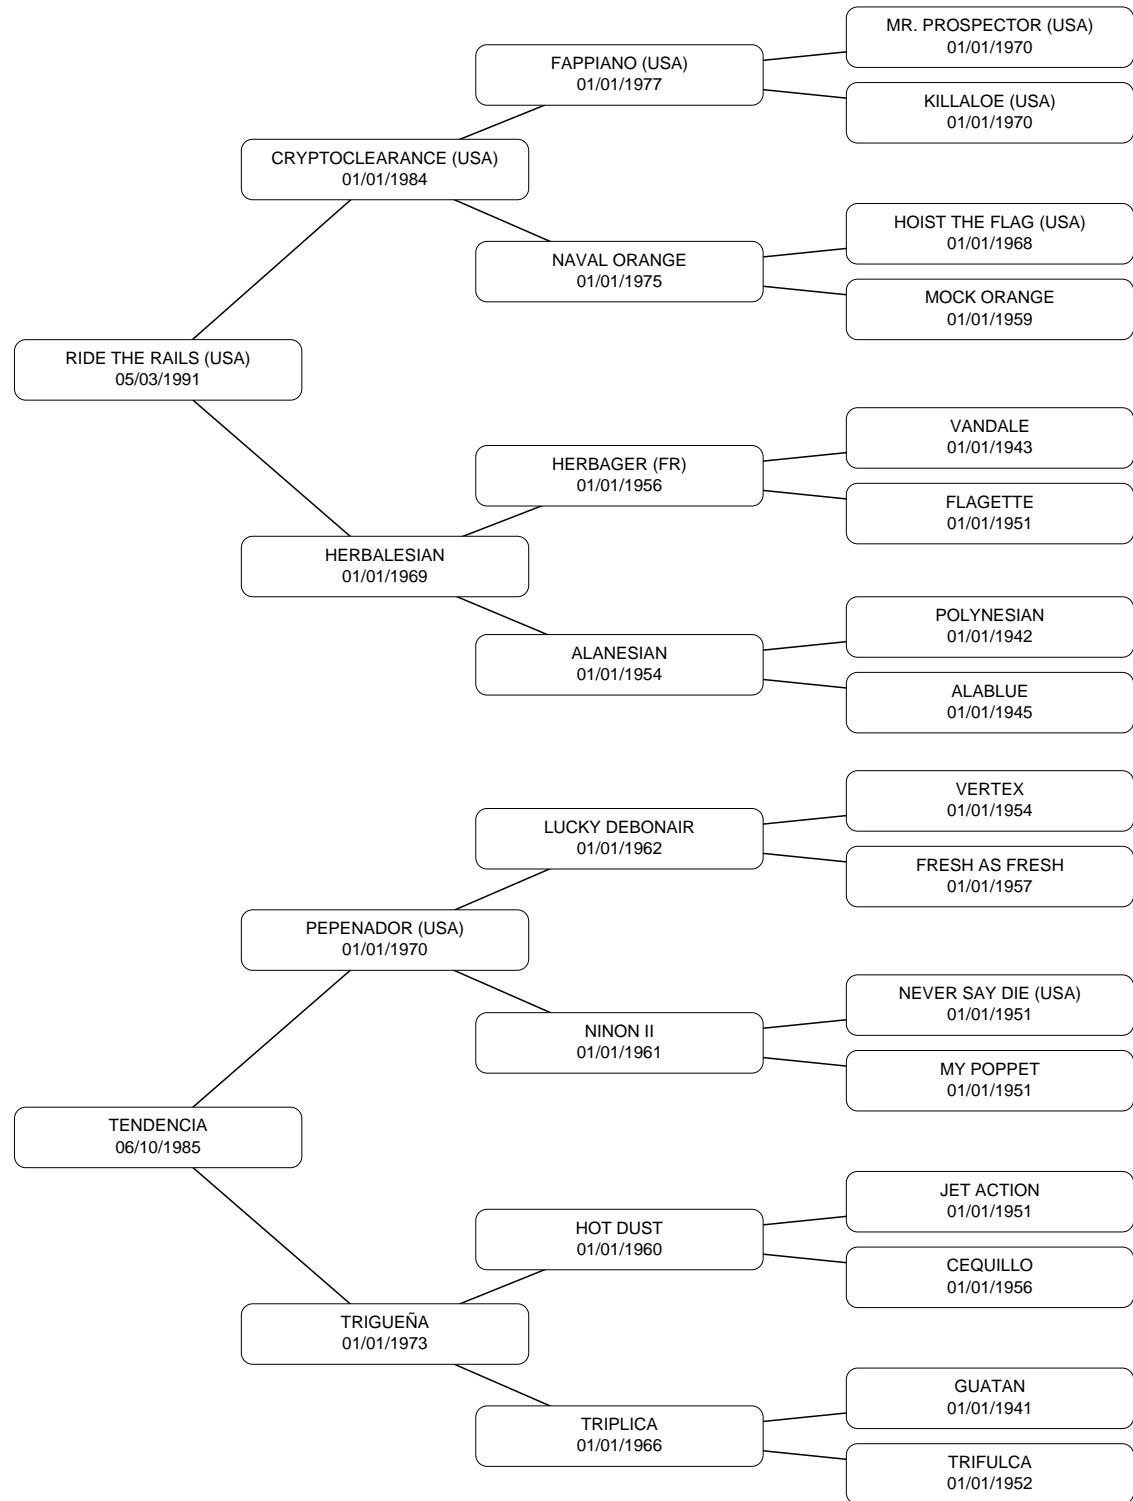 MR. PROSPECTOR (USA)
01/01/1970
FAPPIANO (USA)
01/01/1977
KILLALOE (USA)
01/01/1970
CRYPTOCLEARANCE (USA)
01/01/1984
HOIST THE FLAG (USA)
01/01/1968
NAVAL ORANGE
01/01/1975
MOCK ORANGE
01/01/1959
RIDE THE RAILS (USA)
05/03/1991
VANDALE
01/01/1943
HERBAGER (FR)
01/01/1956
FLAGETTE
01/01/1951
HERBALESIAN
01/01/1969
POLYNESIAN
01/01/1942
ALANESIAN
01/01/1954
ALABLUE
01/01/1945
VERTEX
01/01/1954
LUCKY DEBONAIR
01/01/1962
FRESH AS FRESH
01/01/1957
PEPENADOR (USA)
01/01/1970
NEVER SAY DIE (USA)
01/01/1951
NINON II
01/01/1961
MY POPPET
01/01/1951
TENDENCIA
06/10/1985
JET ACTION
01/01/1951
HOT DUST
01/01/1960
CEQUILLO
01/01/1956
TRIGUEÑA
01/01/1973
GUATAN
01/01/1941
TRIPLICA
01/01/1966
TRIFULCA
01/01/1952